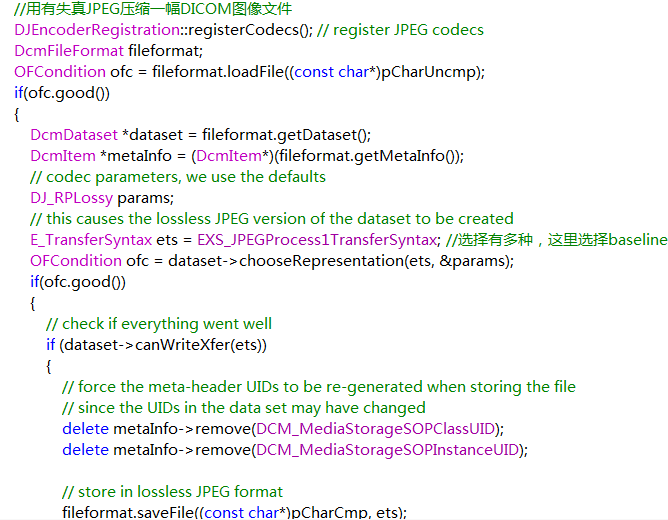 //用有失真JPEG压缩一幅DICOM图像文件
DJEncoderRegistration::registerCodecs(); // register JPEG codecs
DcmFileFormat fileformat;
OFCondition ofc = fileformat.loadFile((const char*)pCharUncmp);
if(ofc.good())
{
DcmDataset *dataset = fileformat.getDataset();
DcmItem *metaInfo = (DcmItem*)(fileformat.getMetaInfo());
// codec parameters, we use the defaults
DJ_RPLossy params;
// this causes the lossless JPEG version of the dataset to be created
E_TransferSyntax ets = EXS_JPEGProcess1TransferSyntax; //选择有多种，这里选择baseline
OFCondition ofc = dataset->chooseRepresentation(ets, &params);
if(ofc.good())
{
// check if everything went well
if (dataset->canWriteXfer(ets))
{
// force the meta-header UIDs to be re-generated when storing the file
// since the UIDs in the data set may have changed
delete metaInfo->remove(DCM_MediaStorageSOPClassUID);
delete metaInfo->remove(DCM_MediaStorageSOPInstanceUID);
// store in lossless JPEG format
fileformat.saveFile((const char*)pCharCmp, ets);